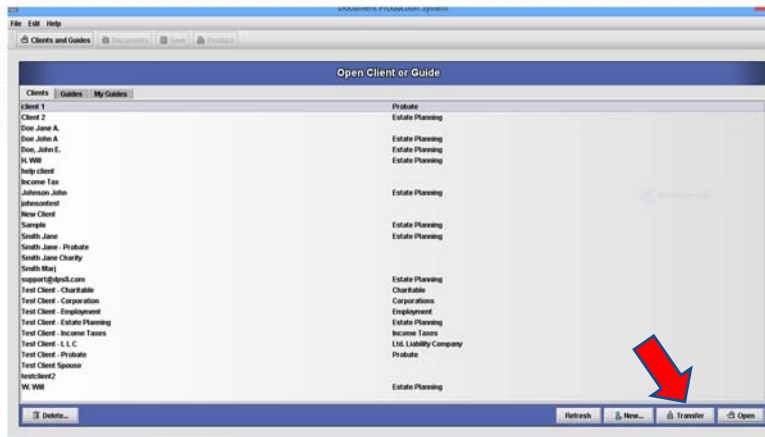 Document Production System
File Edit Help
Clients and Guides Documents Save Produce
Open Client or Guide
Clients Guides My Guides
client 1 Probate
Client 2 Estate Planning
Doe Jane A.
Doe John A Estate Planning
Doe, John E. Estate Planning
H. Will Estate Planning
help client
Income Tax
Johnson John Estate Planning
johnsontest
New Client
Sample Estate Planning
Smith Jane Estate Planning
Smith Jane - Probate
Smith Jane Charity
Smith Marj
support@dps8.com Estate Planning
Test Client - Charitable Charitable
Test Client - Corporation Corporations
Test Client - Employment Employment
Test Client - Estate Planning Estate Planning
Test Client - Income Taxes Income Taxes
Test Client - L L C Ltd. Liability Company
Test Client - Probate Probate
Test Client Spouse
testclient2
W. Will Estate Planning
Delete... Refresh New... Transfer Open